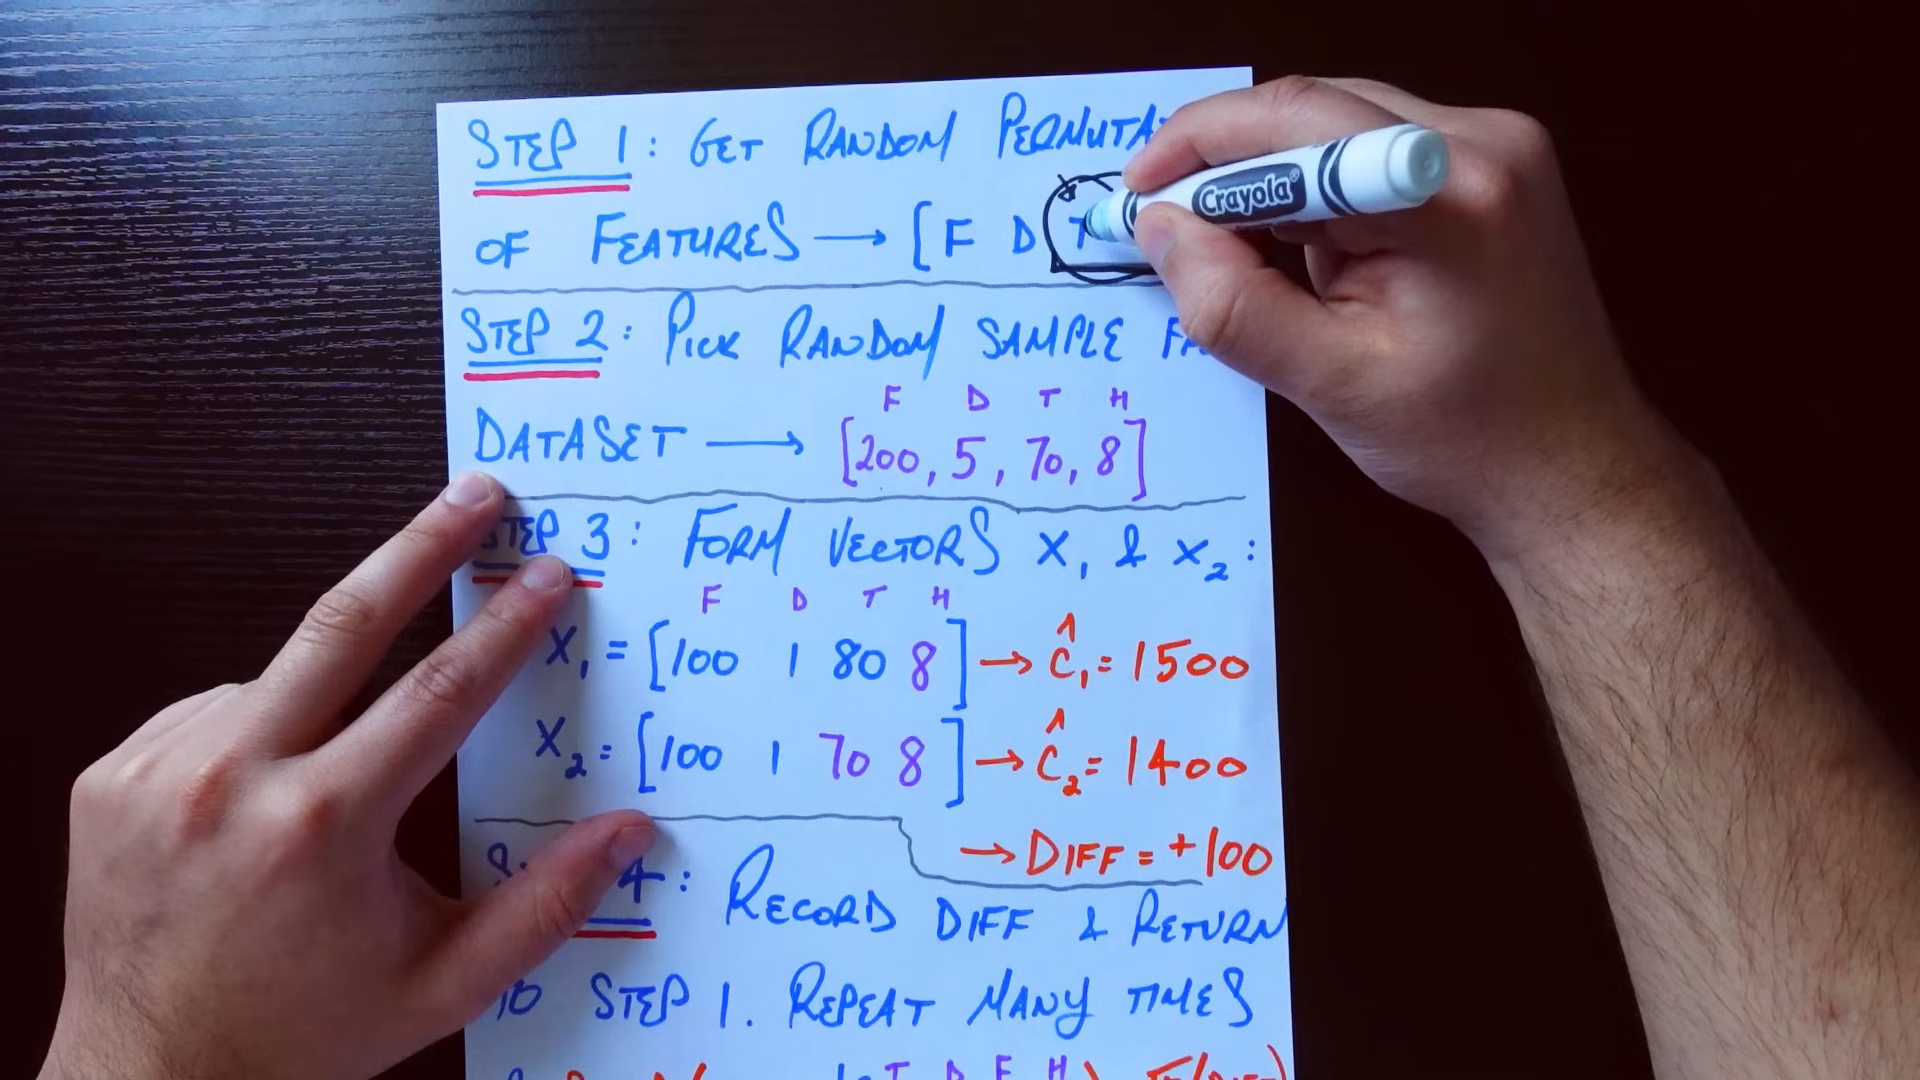 STEP 1: GET RANDOM
OF FEATURES → [F D T
Crayola®
STEP 2: PICK RANDOM SAMPLE
F D T H
DATASET → [200, 5, 70, 8]
STEP 3: FORM VECTORS X₁ & X₂:
F D T H
X₁ = [100 1 80 8] → Ĉ₁ = 1500
X₂ = [100 1 70 8] → Ĉ₂ = 1400
→ DIFF = +100
4: RECORD DIFF & RETURN
TO STEP 1. REPEAT MANY TIMES
T D F H